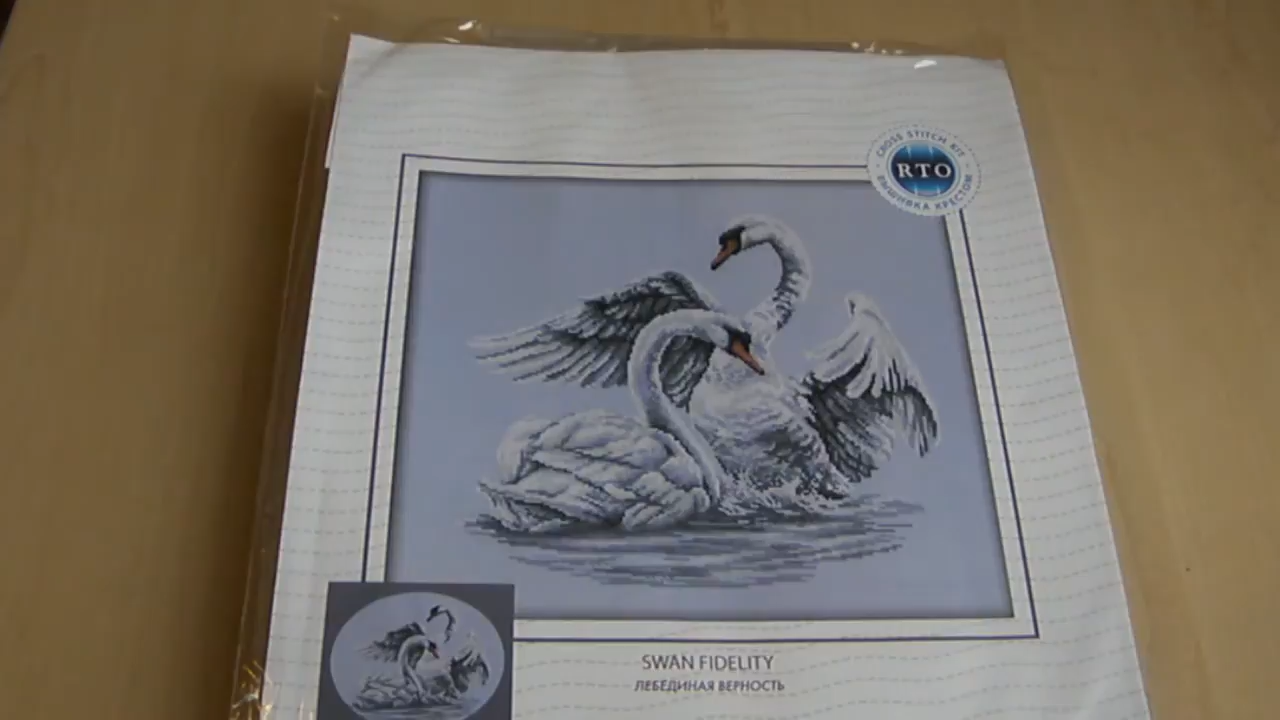 CROSS STITCH KIT
RTO
ВЫШИВКА КРЕСТОМ
SWAN FIDELITY
ЛЕБЕДИНАЯ ВЕРНОСТЬ